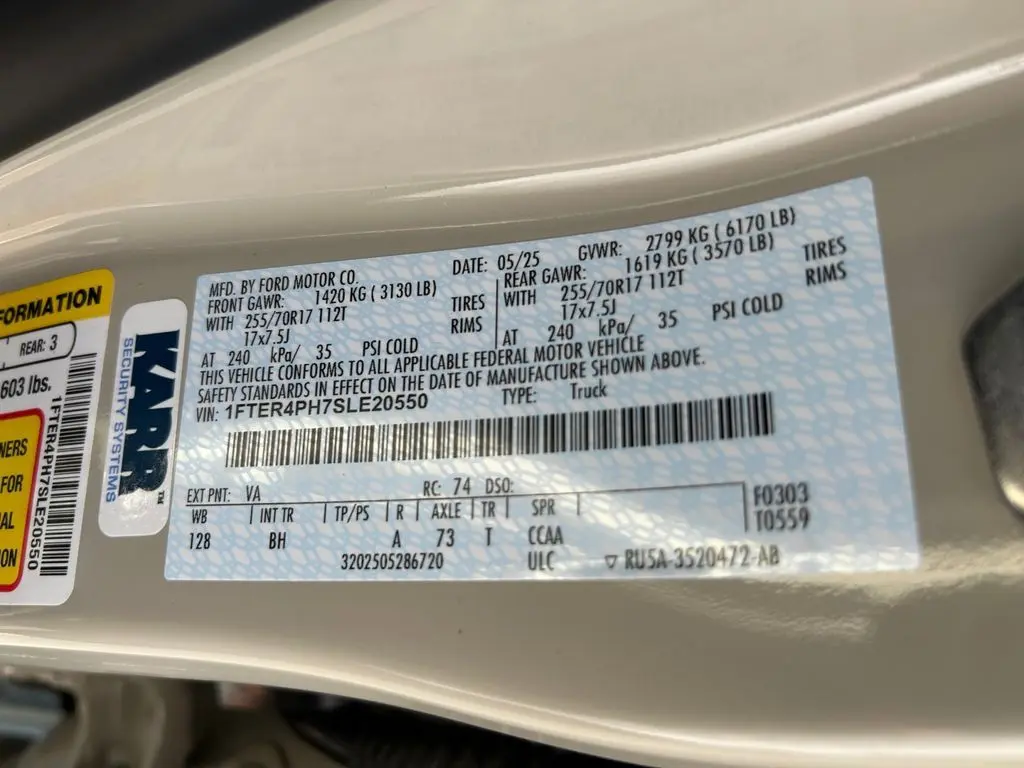 FORMATION
REAR: 3
603 lbs.
NERS
FOR
AL
ON
1FTER4PH7SLE20550
KARR™
SECURITY SYSTEMS
MFD. BY FORD MOTOR CO.
DATE: 05/25
GVWR: 2799 KG ( 6170 LB)
FRONT GAWR: 1420 KG ( 3130 LB)
WITH 255/70R17 112T TIRES
17x7.5J RIMS
AT 240 kPa/ 35 PSI COLD
REAR GAWR: 1619 KG ( 3570 LB)
WITH 255/70R17 112T TIRES
17x7.5J RIMS
AT 240 kPa/ 35 PSI COLD
THIS VEHICLE CONFORMS TO ALL APPLICABLE FEDERAL MOTOR VEHICLE
SAFETY STANDARDS IN EFFECT ON THE DATE OF MANUFACTURE SHOWN ABOVE.
VIN: 1FTER4PH7SLE20550 TYPE: Truck
EXT PNT: VA RC: 74 DSO: F0303
WB INT TR TP/PS R AXLE TR SPR T0559
128 BH A 73 T CCAA
3202505286720 ULC ▽ RU5A-3520472-AB